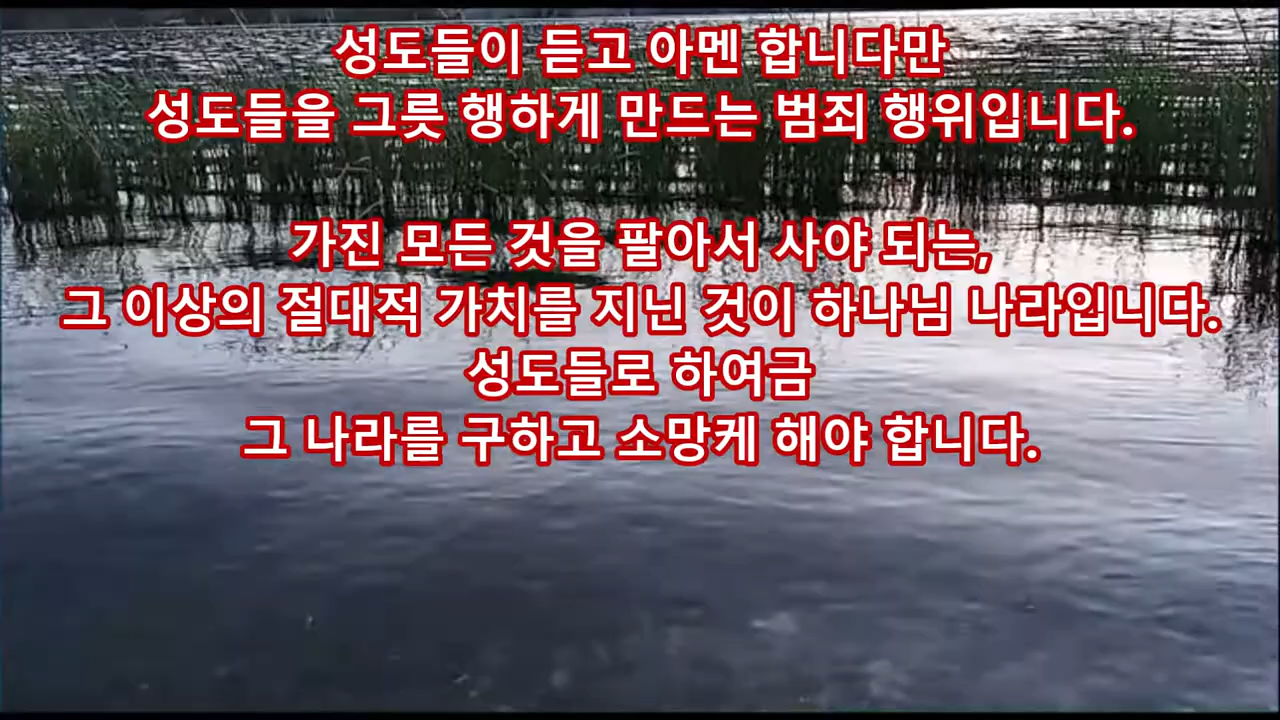 성도들이 듣고 아멘 합니다만
성도들을 그릇 행하게 만드는 범죄 행위입니다.
가진 모든 것을 팔아서 사야 되는,
그 이상의 절대적 가치를 지닌 것이 하나님 나라입니다.
성도들로 하여금
그 나라를 구하고 소망케 해야 합니다.